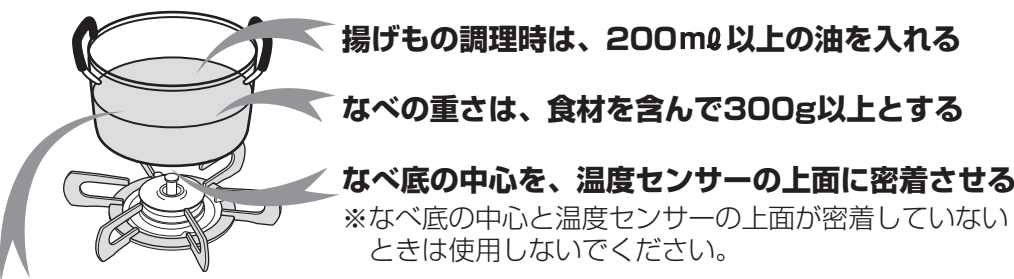 揚げもの調理時は、200mℓ以上の油を入れる
なべの重さは、食材を含んで300g以上とする
なべ底の中心を、温度センサーの上面に密着させる
※なべ底の中心と温度センサーの上面が密着していない
ときは使用しないでください。